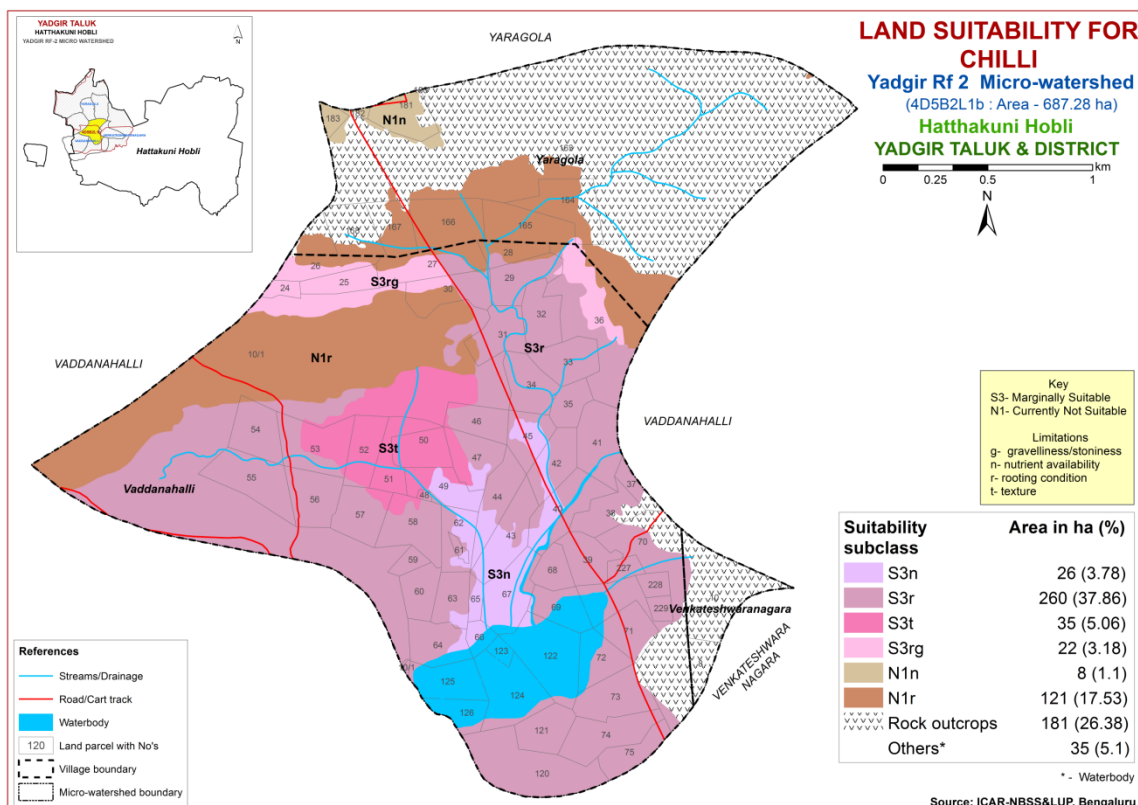 YADGIR TALUK
HATTHAKUNI HOBLI
YADGIR RF-2 MICRO WATERSHED
N
Hattakuni Hobli
LAND SUITABILITY FOR
CHILLI
Yadgir Rf 2 Micro-watershed
(4D5B2L1b : Area - 687.28 ha)
Hatthakuni Hobli
YADGIR TALUK & DISTRICT
km
0 0.25 0.5 1
N
YARAGOLA
181
183
N1n
163
Yaragola
164
166
167
165
168
28
26
27
29
25
S3rg
24
30
32
36
31
S3r
10/1
N1r
33
VADDANAHALLI
34
35
VADDANAHALLI
54
46
45
50
53
52
S3t
41
47
42
55
51
37
Vaddanahalli
49
48
44
56
40
57
58
62
38
43
70
61
59
39
S3n
68
227
228
60
63
65
67
10
69
229
Venkateshwaranagara
71
66
64
123
122
72
10/1
125
124
73
VENKATESHWARA
NAGARA
126
121
74
75
120
Key
S3- Marginally Suitable
N1- Currently Not Suitable
Limitations
g- gravelliness/stoniness
n- nutrient availability
r- rooting condition
t- texture
Suitability subclass Area in ha (%)
S3n 26 (3.78)
S3r 260 (37.86)
S3t 35 (5.06)
S3rg 22 (3.18)
N1n 8 (1.1)
N1r 121 (17.53)
Rock outcrops 181 (26.38)
Others* 35 (5.1)
* - Waterbody
Source: ICAR-NBSS&LUP, Bengaluru
References
Streams/Drainage
Road/Cart track
Waterbody
120 Land parcel with No's
Village boundary
Micro-watershed boundary